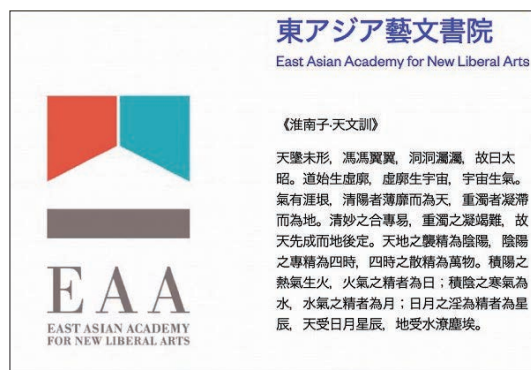 東アジア藝文書院
East Asian Academy for New Liberal Arts
《淮南子·天文訓》
天墬未形，馮馮翼翼，洞洞灟灟，故曰太
昭。道始生虛廓，虛廓生宇宙，宇宙生氣。
氣有涯垠，清陽者薄靡而為天，重濁者凝滯
而為地。清妙之合專易，重濁之凝竭難，故
天先成而地後定。天地之襲精為陰陽，陰陽
之專精為四時，四時之散精為萬物。積陽之
熱氣生火，火氣之精者為日；積陰之寒氣為
水，水氣之精者為月；日月之淫為精者為星
辰，天受日月星辰，地受水潦塵埃。
EAA
EAST ASIAN ACADEMY
FOR NEW LIBERAL ARTS